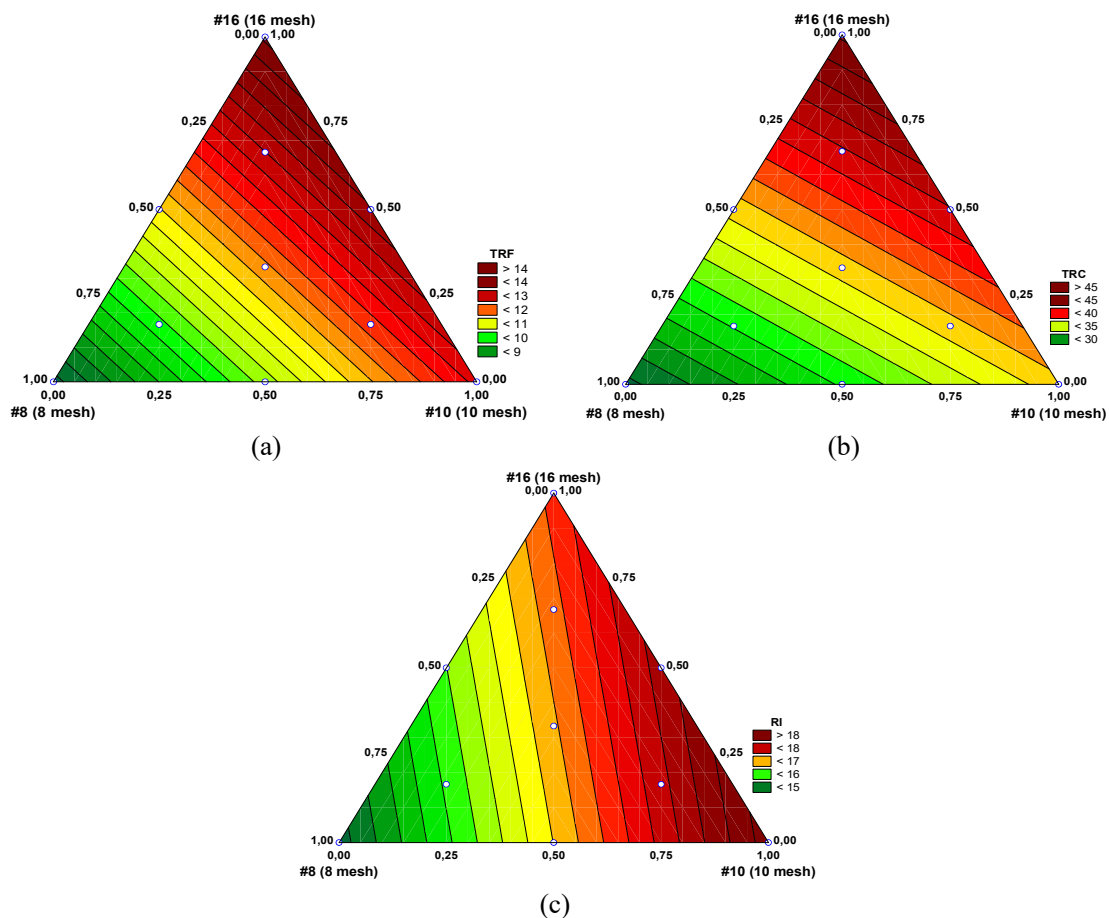 #16 (16 mesh)
0,00 1,00
0,25 0,75
0,50 0,50
0,75 0,25
1,00 0,00
0,00 0,25 0,50 0,75 1,00
#8 (8 mesh) #10 (10 mesh)
TRF
> 14
< 14
< 13
< 12
< 11
< 10
< 9
(a)
#16 (16 mesh)
0,00 1,00
0,25 0,75
0,50 0,50
0,75 0,25
1,00 0,00
0,00 0,25 0,50 0,75 1,00
#8 (8 mesh) #10 (10 mesh)
TRC
> 45
< 45
< 40
< 35
< 30
(b)
#16 (16 mesh)
0,00 1,00
0,25 0,75
0,50 0,50
0,75 0,25
1,00 0,00
0,00 0,25 0,50 0,75 1,00
#8 (8 mesh) #10 (10 mesh)
RI
> 18
< 18
< 17
< 16
< 15
(c)